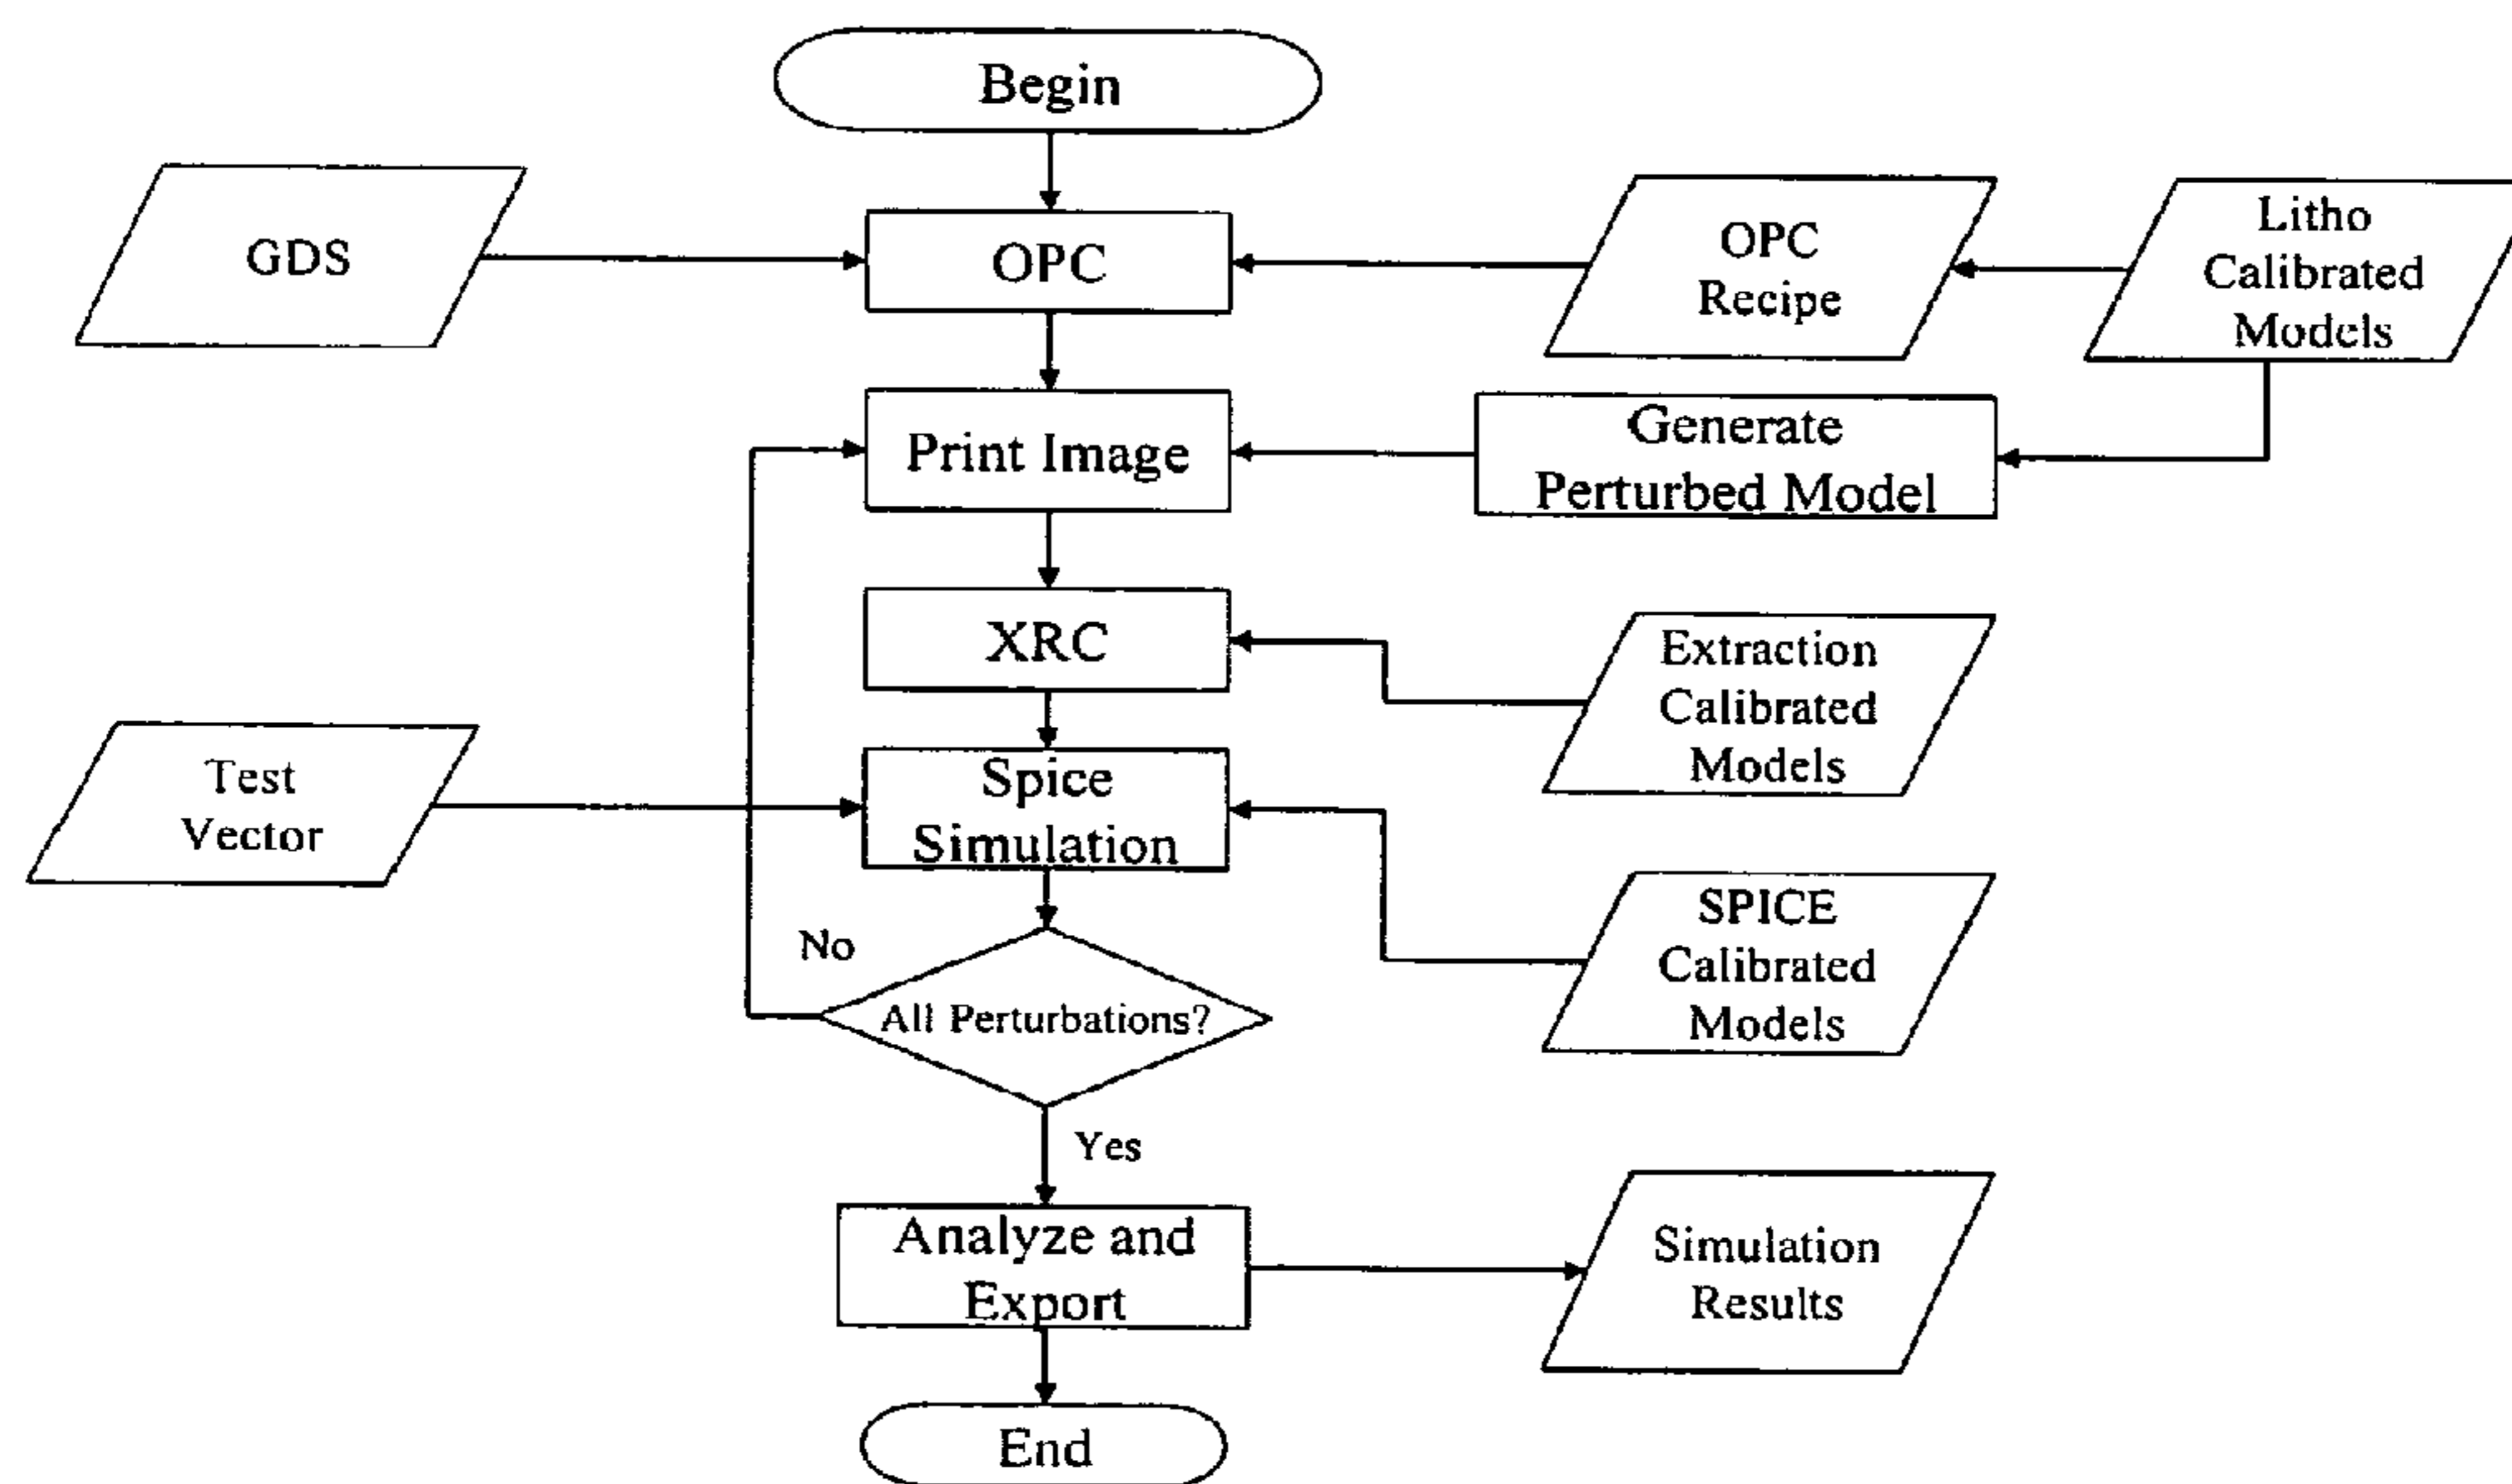 Begin
GDS
OPC
OPC
Recipe
Litho
Calibrated
Models
Print Image
Generate
Perturbed Model
XRC
Extraction
Calibrated
Models
Test
Vector
Spice
Simulation
SPICE
Calibrated
Models
No
All Perturbations?
Yes
Analyze and
Export
Simulation
Results
End